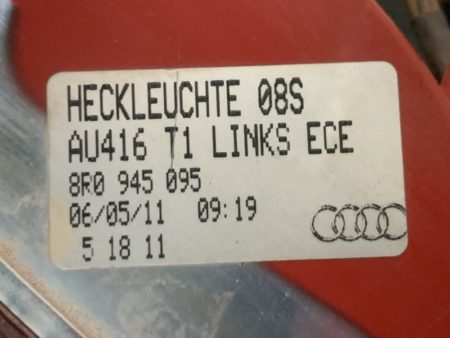 HECKLEUCHTE 08S
AU416 T1 LINKS ECE
8R0 945 095
06/05/11 09:19
5 18 11